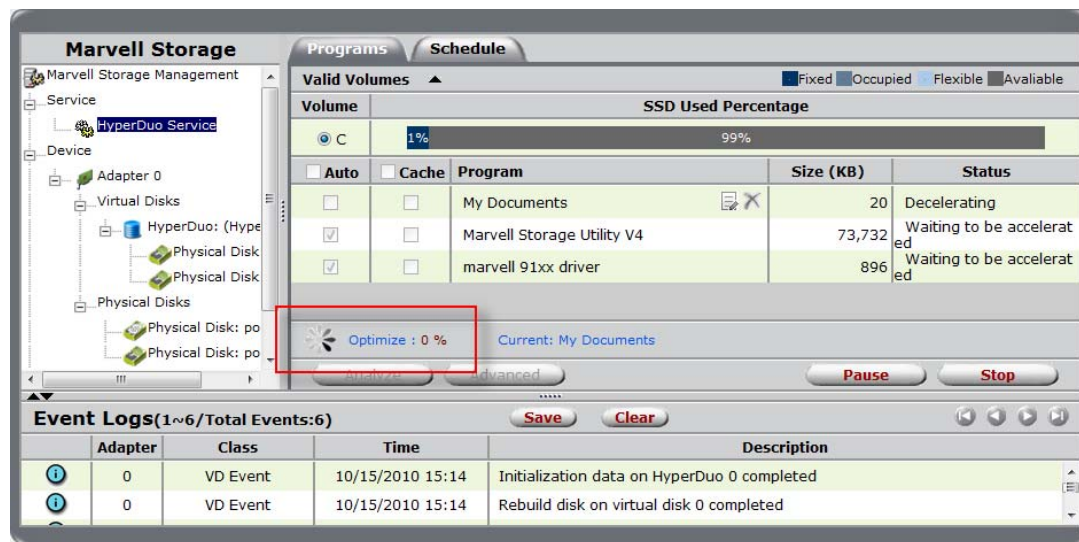 Marvell Storage
Marvell Storage Management
Service
HyperDuo Service
Device
Adapter 0
Virtual Disks
HyperDuo: (Hype
Physical Disk
Physical Disk
Physical Disks
Physical Disk: po
Physical Disk: po
Programs Schedule
Valid Volumes Fixed Occupied Flexible Avaliable
Volume SSD Used Percentage
C 1% 99%
Auto Cache Program Size (KB) Status
My Documents 20 Decelerating
Marvell Storage Utility V4 73,732 Waiting to be accelerat
ed
marvell 91xx driver 896 Waiting to be accelerat
ed
Optimize : 0 % Current: My Documents
Analyze Advanced Pause Stop
Event Logs(1~6/Total Events:6) Save Clear
Adapter Class Time Description
0 VD Event 10/15/2010 15:14 Initialization data on HyperDuo 0 completed
0 VD Event 10/15/2010 15:14 Rebuild disk on virtual disk 0 completed